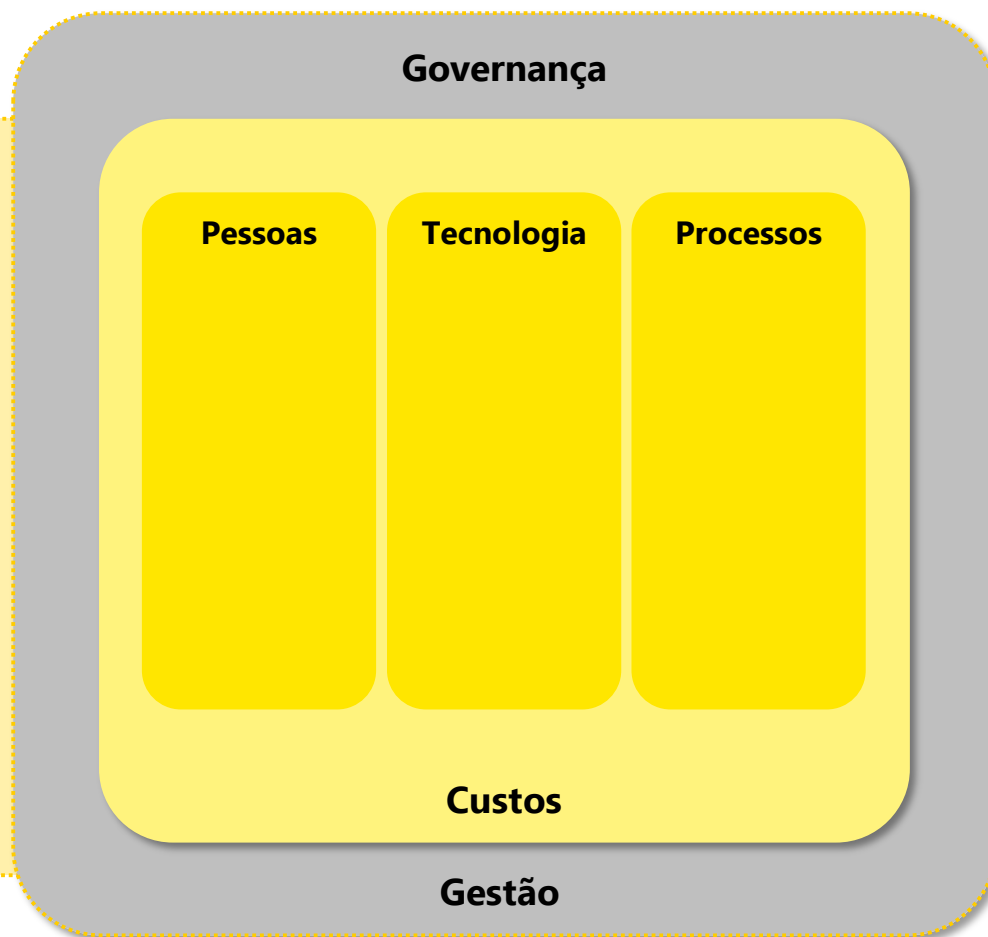 Governança
Pessoas
Tecnologia
Processos
Custos
Gestão